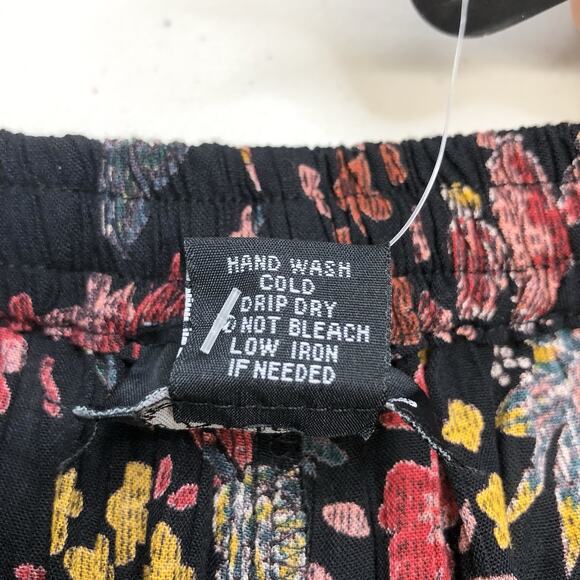 HAND WASH
COLD
DRIP DRY
DO NOT BLEACH
LOW IRON
IF NEEDED